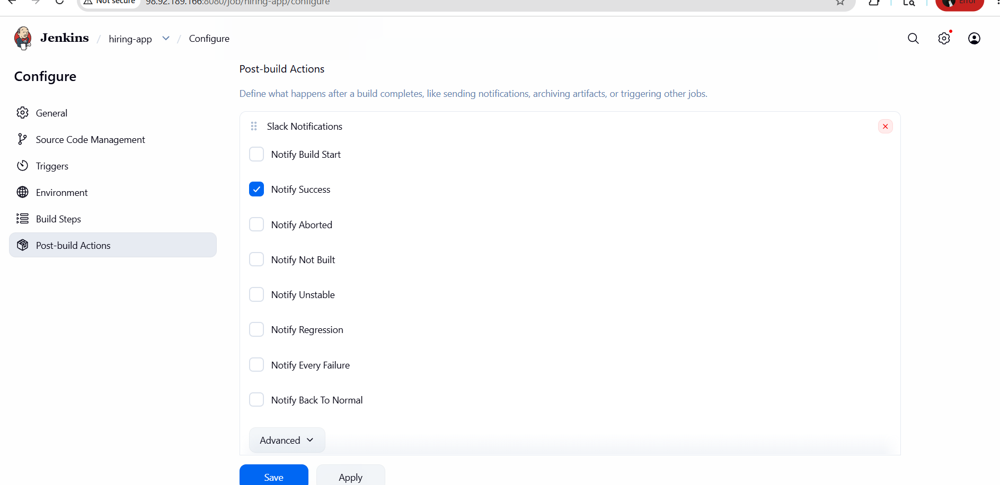 Not secure 98.92.189.166:8080/job/hiring-app/configure Error
Jenkins / hiring-app / Configure
Configure
General
Source Code Management
Triggers
Environment
Build Steps
Post-build Actions
Post-build Actions
Define what happens after a build completes, like sending notifications, archiving artifacts, or triggering other jobs.
Slack Notifications
Notify Build Start
Notify Success
Notify Aborted
Notify Not Built
Notify Unstable
Notify Regression
Notify Every Failure
Notify Back To Normal
Advanced
Save Apply